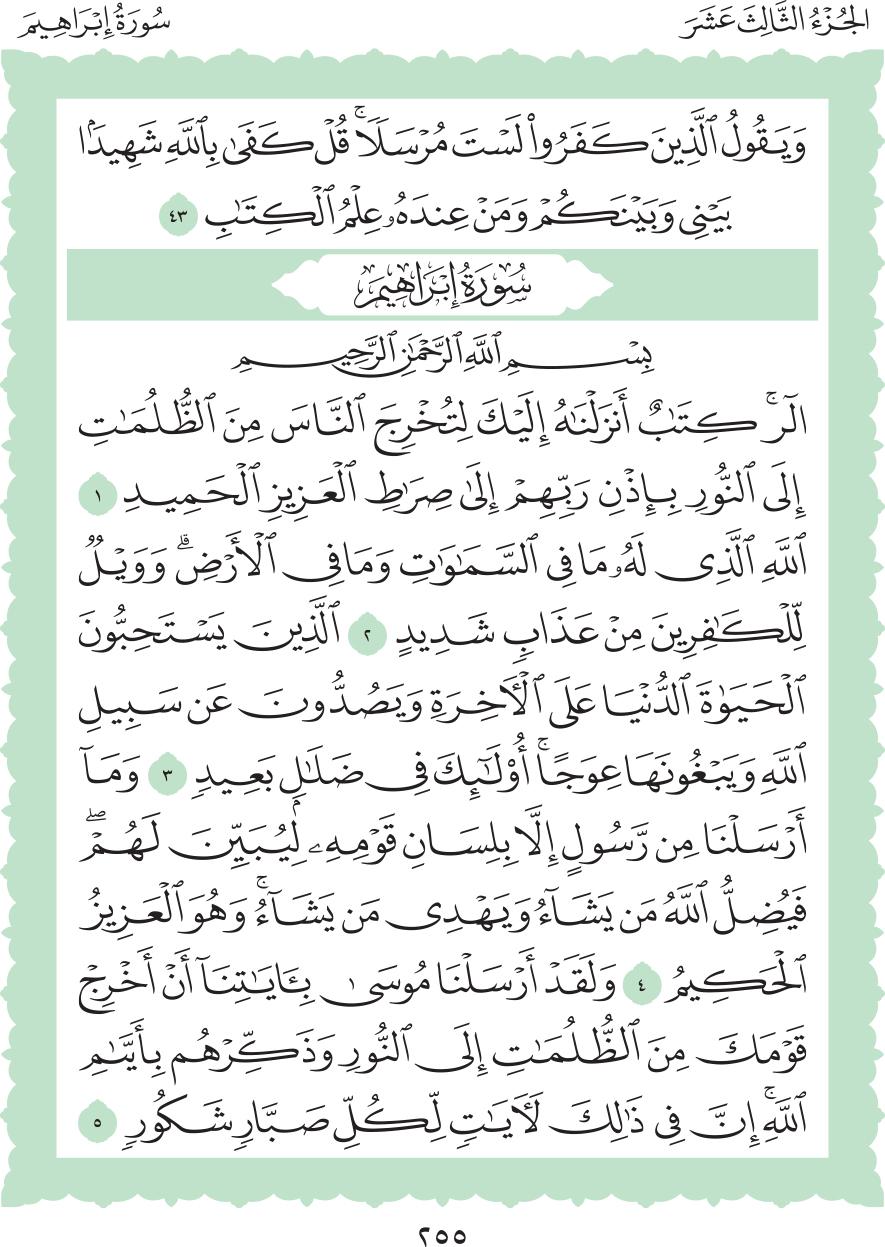 الجُزْءُ الثَّالِثَ عَشَرَ
سُورَةُ إِبْرَاهِيمَ
وَيَقُولُ ٱلَّذِينَ كَفَرُوا۟ لَسْتَ مُرْسَلًۭا ۚ قُلْ كَفَىٰ بِٱللَّهِ شَهِيدًۢا
بَيْنِى وَبَيْنَكُمْ وَمَنْ عِندَهُۥ عِلْمُ ٱلْكِتَـٰبِ ٤٣
سُورَةُ إِبْرَاهِيمَ
بِسْمِ ٱللَّهِ ٱلرَّحْمَـٰنِ ٱلرَّحِيمِ
الٓر ۚ كِتَـٰبٌ أَنزَلْنَـٰهُ إِلَيْكَ لِتُخْرِجَ ٱلنَّاسَ مِنَ ٱلظُّلُمَـٰتِ
إِلَى ٱلنُّورِ بِإِذْنِ رَبِّهِمْ إِلَىٰ صِرَٰطِ ٱلْعَزِيزِ ٱلْحَمِيدِ ١
ٱللَّهِ ٱلَّذِى لَهُۥ مَا فِى ٱلسَّمَـٰوَٰتِ وَمَا فِى ٱلْأَرْضِ ۗ وَوَيْلٌۭ
لِّلْكَـٰفِرِينَ مِنْ عَذَابٍۢ شَدِيدٍ ٢ ٱلَّذِينَ يَسْتَحِبُّونَ
ٱلْحَيَوٰةَ ٱلدُّنْيَا عَلَى ٱلْـَٔاخِرَةِ وَيَصُدُّونَ عَن سَبِيلِ
ٱللَّهِ وَيَبْغُونَهَا عِوَجًا ۚ أُو۟لَـٰٓئِكَ فِى ضَلَـٰلٍۭ بَعِيدٍۢ ٣ وَمَآ
أَرْسَلْنَا مِن رَّسُولٍ إِلَّا بِلِسَانِ قَوْمِهِۦ لِيُبَيِّنَ لَهُمْ ۖ
فَيُضِلُّ ٱللَّهُ مَن يَشَآءُ وَيَهْدِى مَن يَشَآءُ ۚ وَهُوَ ٱلْعَزِيزُ
ٱلْحَكِيمُ ٤ وَلَقَدْ أَرْسَلْنَا مُوسَىٰ بِـَٔايَـٰتِنَآ أَنْ أَخْرِجْ
قَوْمَكَ مِنَ ٱلظُّلُمَـٰتِ إِلَى ٱلنُّورِ وَذَكِّرْهُم بِأَيَّىٰمِ
ٱللَّهِ ۚ إِنَّ فِى ذَٰلِكَ لَـَٔايَـٰتٍۢ لِّكُلِّ صَبَّارٍۢ شَكُورٍۢ ٥
٢٥٥